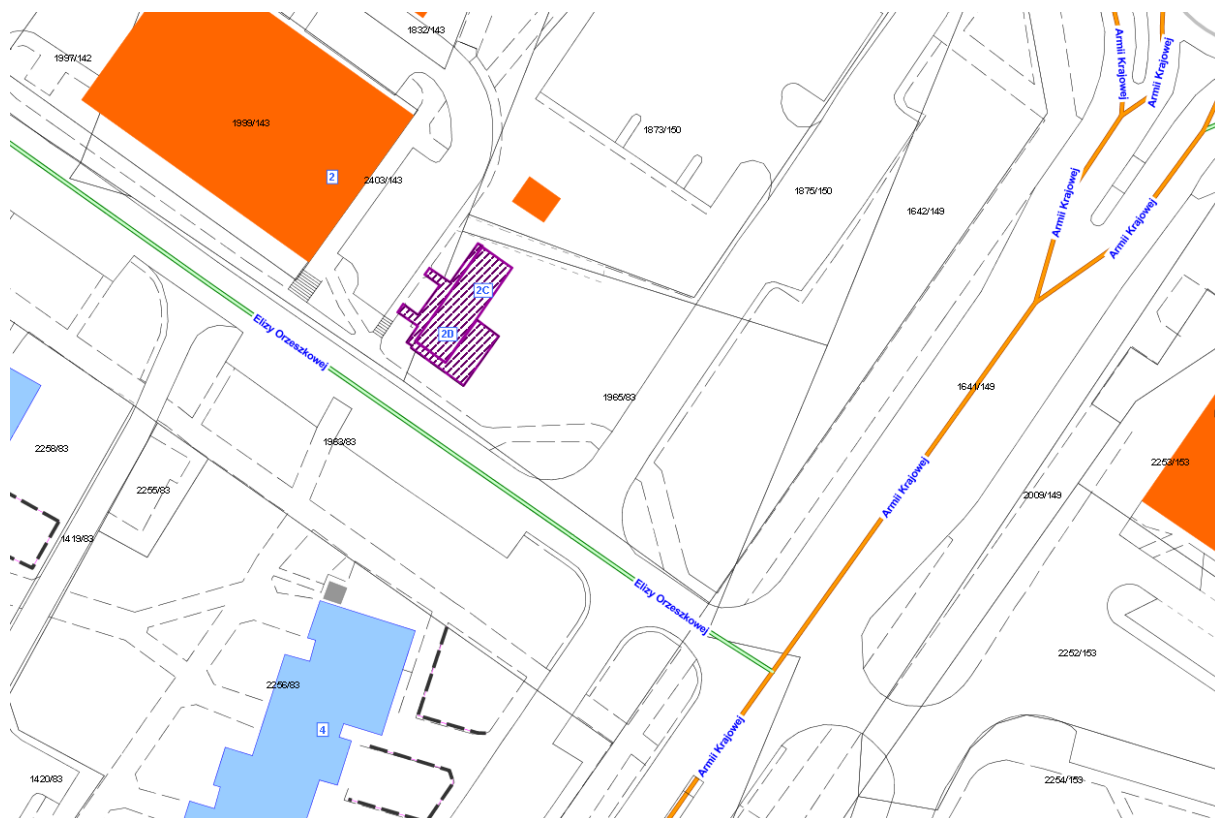 1832/143
1997/142
1999/143
2
2403/143
1873/150
1875/150
1642/149
Armii Krajowej
Armii Krajowej
Armii Krajowej
Armii Krajowej
2C
2D
Elizy Orzeszkowej
1965/83
1641/149
1963/83
2258/83
2255/83
1419/83
Armii Krajowej
2009/149
2253/153
Elizy Orzeszkowej
2252/153
2256/83
4
Armii Krajowej
1420/83
2254/153